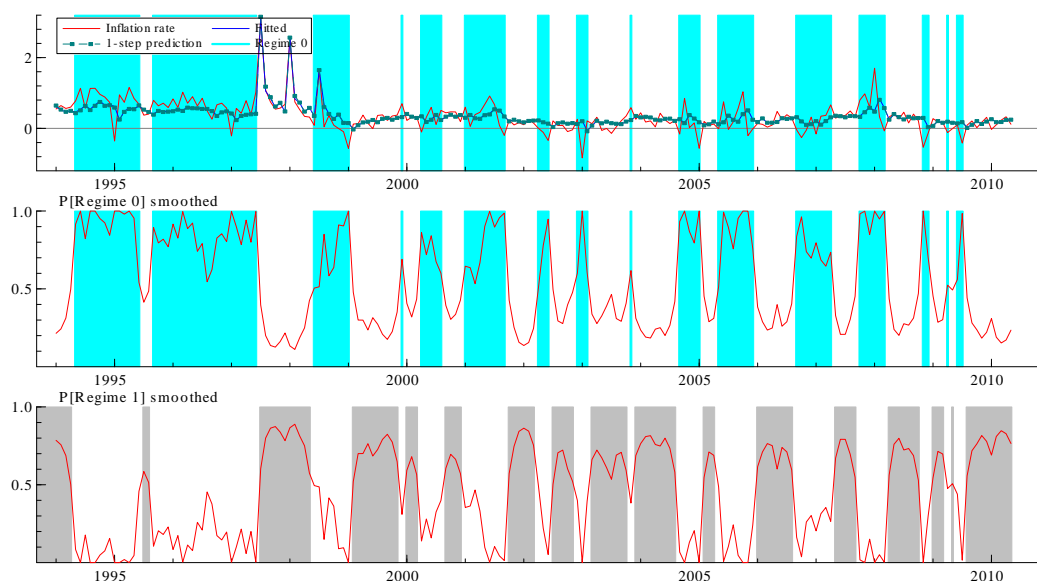 Inflation rate Fitted
1-step prediction Regime 0
2
0
1995 2000 2005 2010
P[Regime 0] smoothed
1.0
0.5
1995 2000 2005 2010
P[Regime 1] smoothed
1.0
0.5
1995 2000 2005 2010